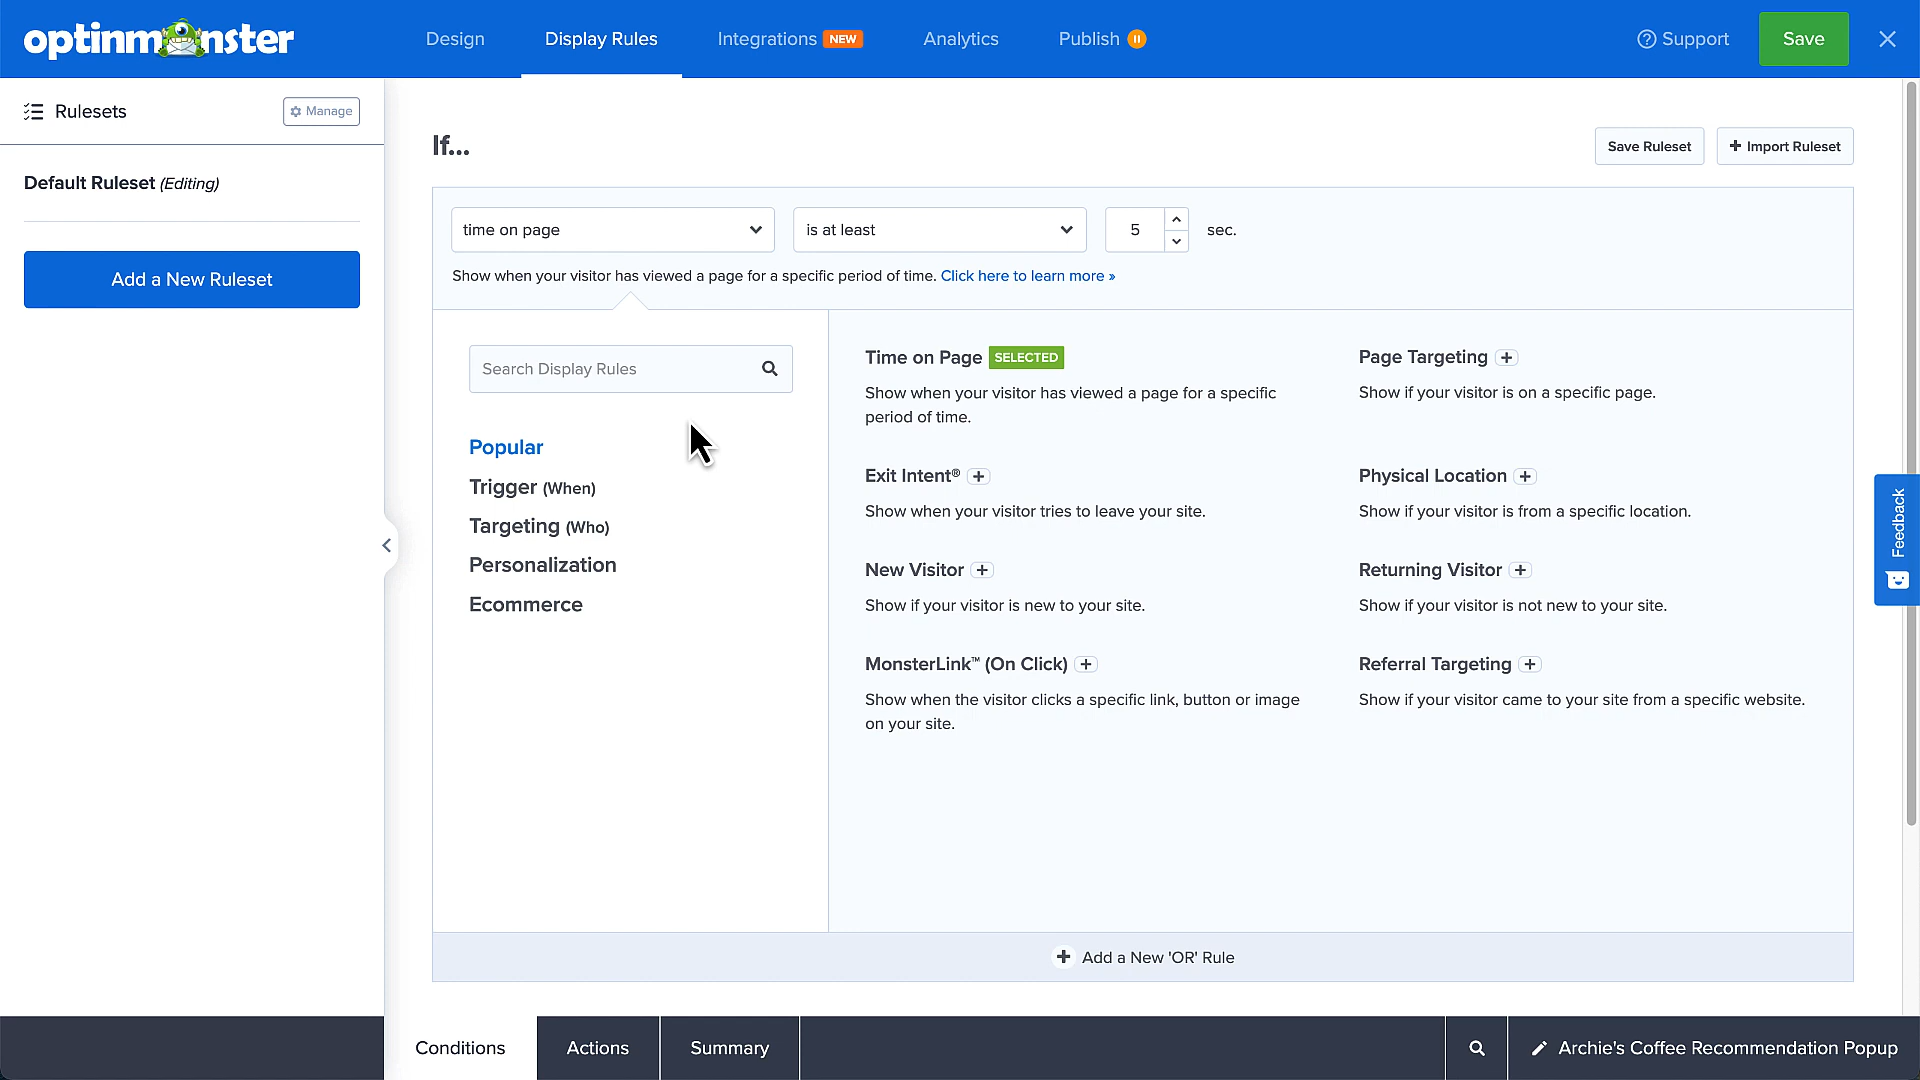 optinmonster
Design
Display Rules
Integrations NEW
Analytics
Publish
Support
Save
Rulesets
Manage
Default Ruleset (Editing)
Add a New Ruleset
If...
Save Ruleset
+ Import Ruleset
time on page
is at least
5
sec.
Show when your visitor has viewed a page for a specific period of time. Click here to learn more »
Search Display Rules
Popular
Trigger (When)
Targeting (Who)
Personalization
Ecommerce
Time on Page SELECTED
Show when your visitor has viewed a page for a specific
period of time.
Page Targeting +
Show if your visitor is on a specific page.
Exit Intent® +
Show when your visitor tries to leave your site.
Physical Location +
Show if your visitor is from a specific location.
New Visitor +
Show if your visitor is new to your site.
Returning Visitor +
Show if your visitor is not new to your site.
MonsterLink™ (On Click) +
Show when the visitor clicks a specific link, button or image
on your site.
Referral Targeting +
Show if your visitor came to your site from a specific website.
+ Add a New 'OR' Rule
Feedback
Conditions
Actions
Summary
Archie's Coffee Recommendation Popup